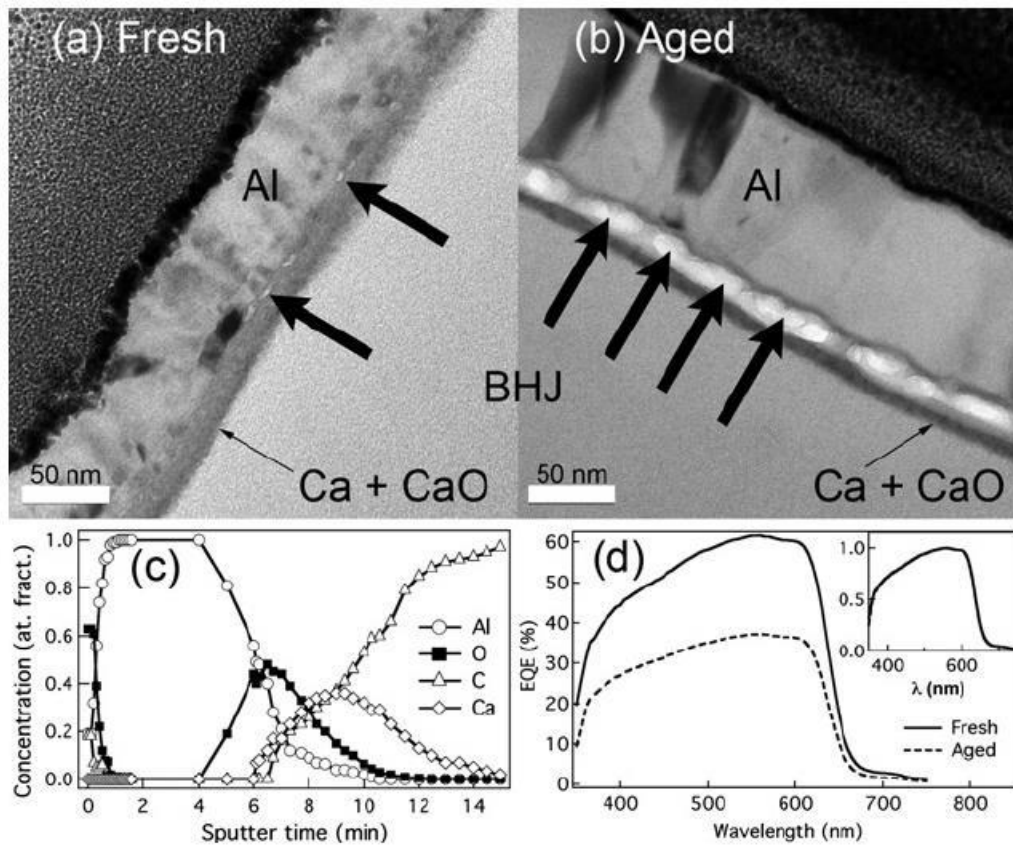 (a) Fresh
Al
50 nm
Ca + CaO
(b) Aged
Al
BHJ
50 nm
Ca + CaO
(c)
Concentration (at. fract.)
1.0
0.8
0.6
0.4
0.2
0.0
Al
O
C
Ca
0 2 4 6 8 10 12 14
Sputter time (min)
(d)
EQE (%)
60
50
40
30
20
10
0
1.0
0.5
0.0
400 600
λ (nm)
Fresh
Aged
400 500 600 700 800
Wavelength (nm)